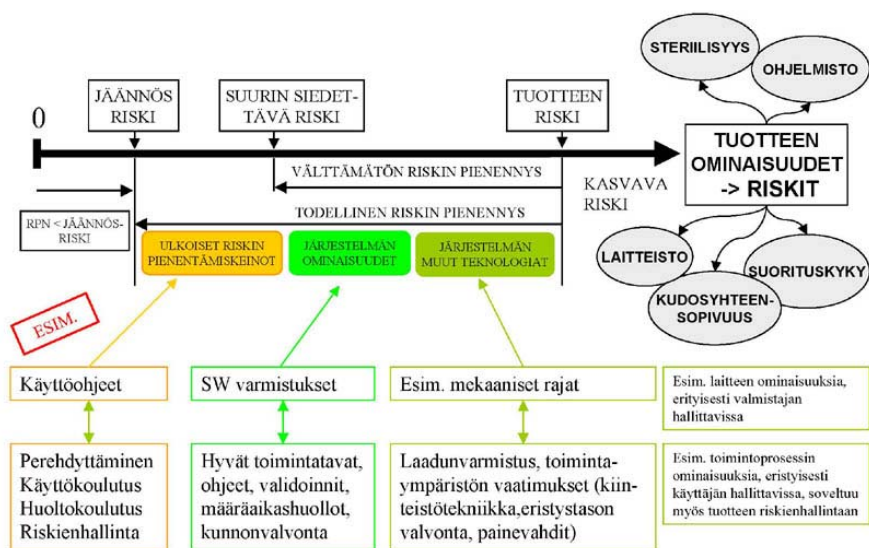 STERIILISYYS
OHJELMISTO
JÄÄNNÖS
RISKI
SUURIN SIEDET-
TÄVÄ RISKI
TUOTTEEN
RISKI
0
TUOTTEEN
OMINAISUUDET
-> RISKIT
VÄLTTÄMÄTÖN RISKIN PIENENNYS
KASVAVA
RISKI
RPN < JÄÄNNÖS-
RISKI
TODELLINEN RISKIN PIENENNYS
ULKOISET RISKIN
PIENENTÄMISKEINOT
JÄRJESTELMÄN
OMINAISUUDET
JÄRJESTELMÄN
MUUT TEKNOLOGIAT
LAITTEISTO
SUORITUSKYKY
KUDOSYHTEEN-
SOPIVUUS
ESIM.
Käyttöohjeet
SW varmistukset
Esim. mekaaniset rajat
Esim. laitteen ominaisuuksia,
erityisesti valmistajan
hallittavissa
Perehdyttäminen
Käyttökoulutus
Huoltokoulutus
Riskienhallinta
Hyvät toimintatavat,
ohjeet, validoinnit,
määräaikashuollot,
kunnonvalvonta
Laadunvarmistus, toiminta-
ympäristön vaatimukset (kiin-
teistötekniikka,eristystason
valvonta, painevahdit)
Esim. toimintoprosessin
ominaisuuksia, eristyisesti
käyttäjän hallittavissa, soveltuu
myös tuotteen riskienhallintaan